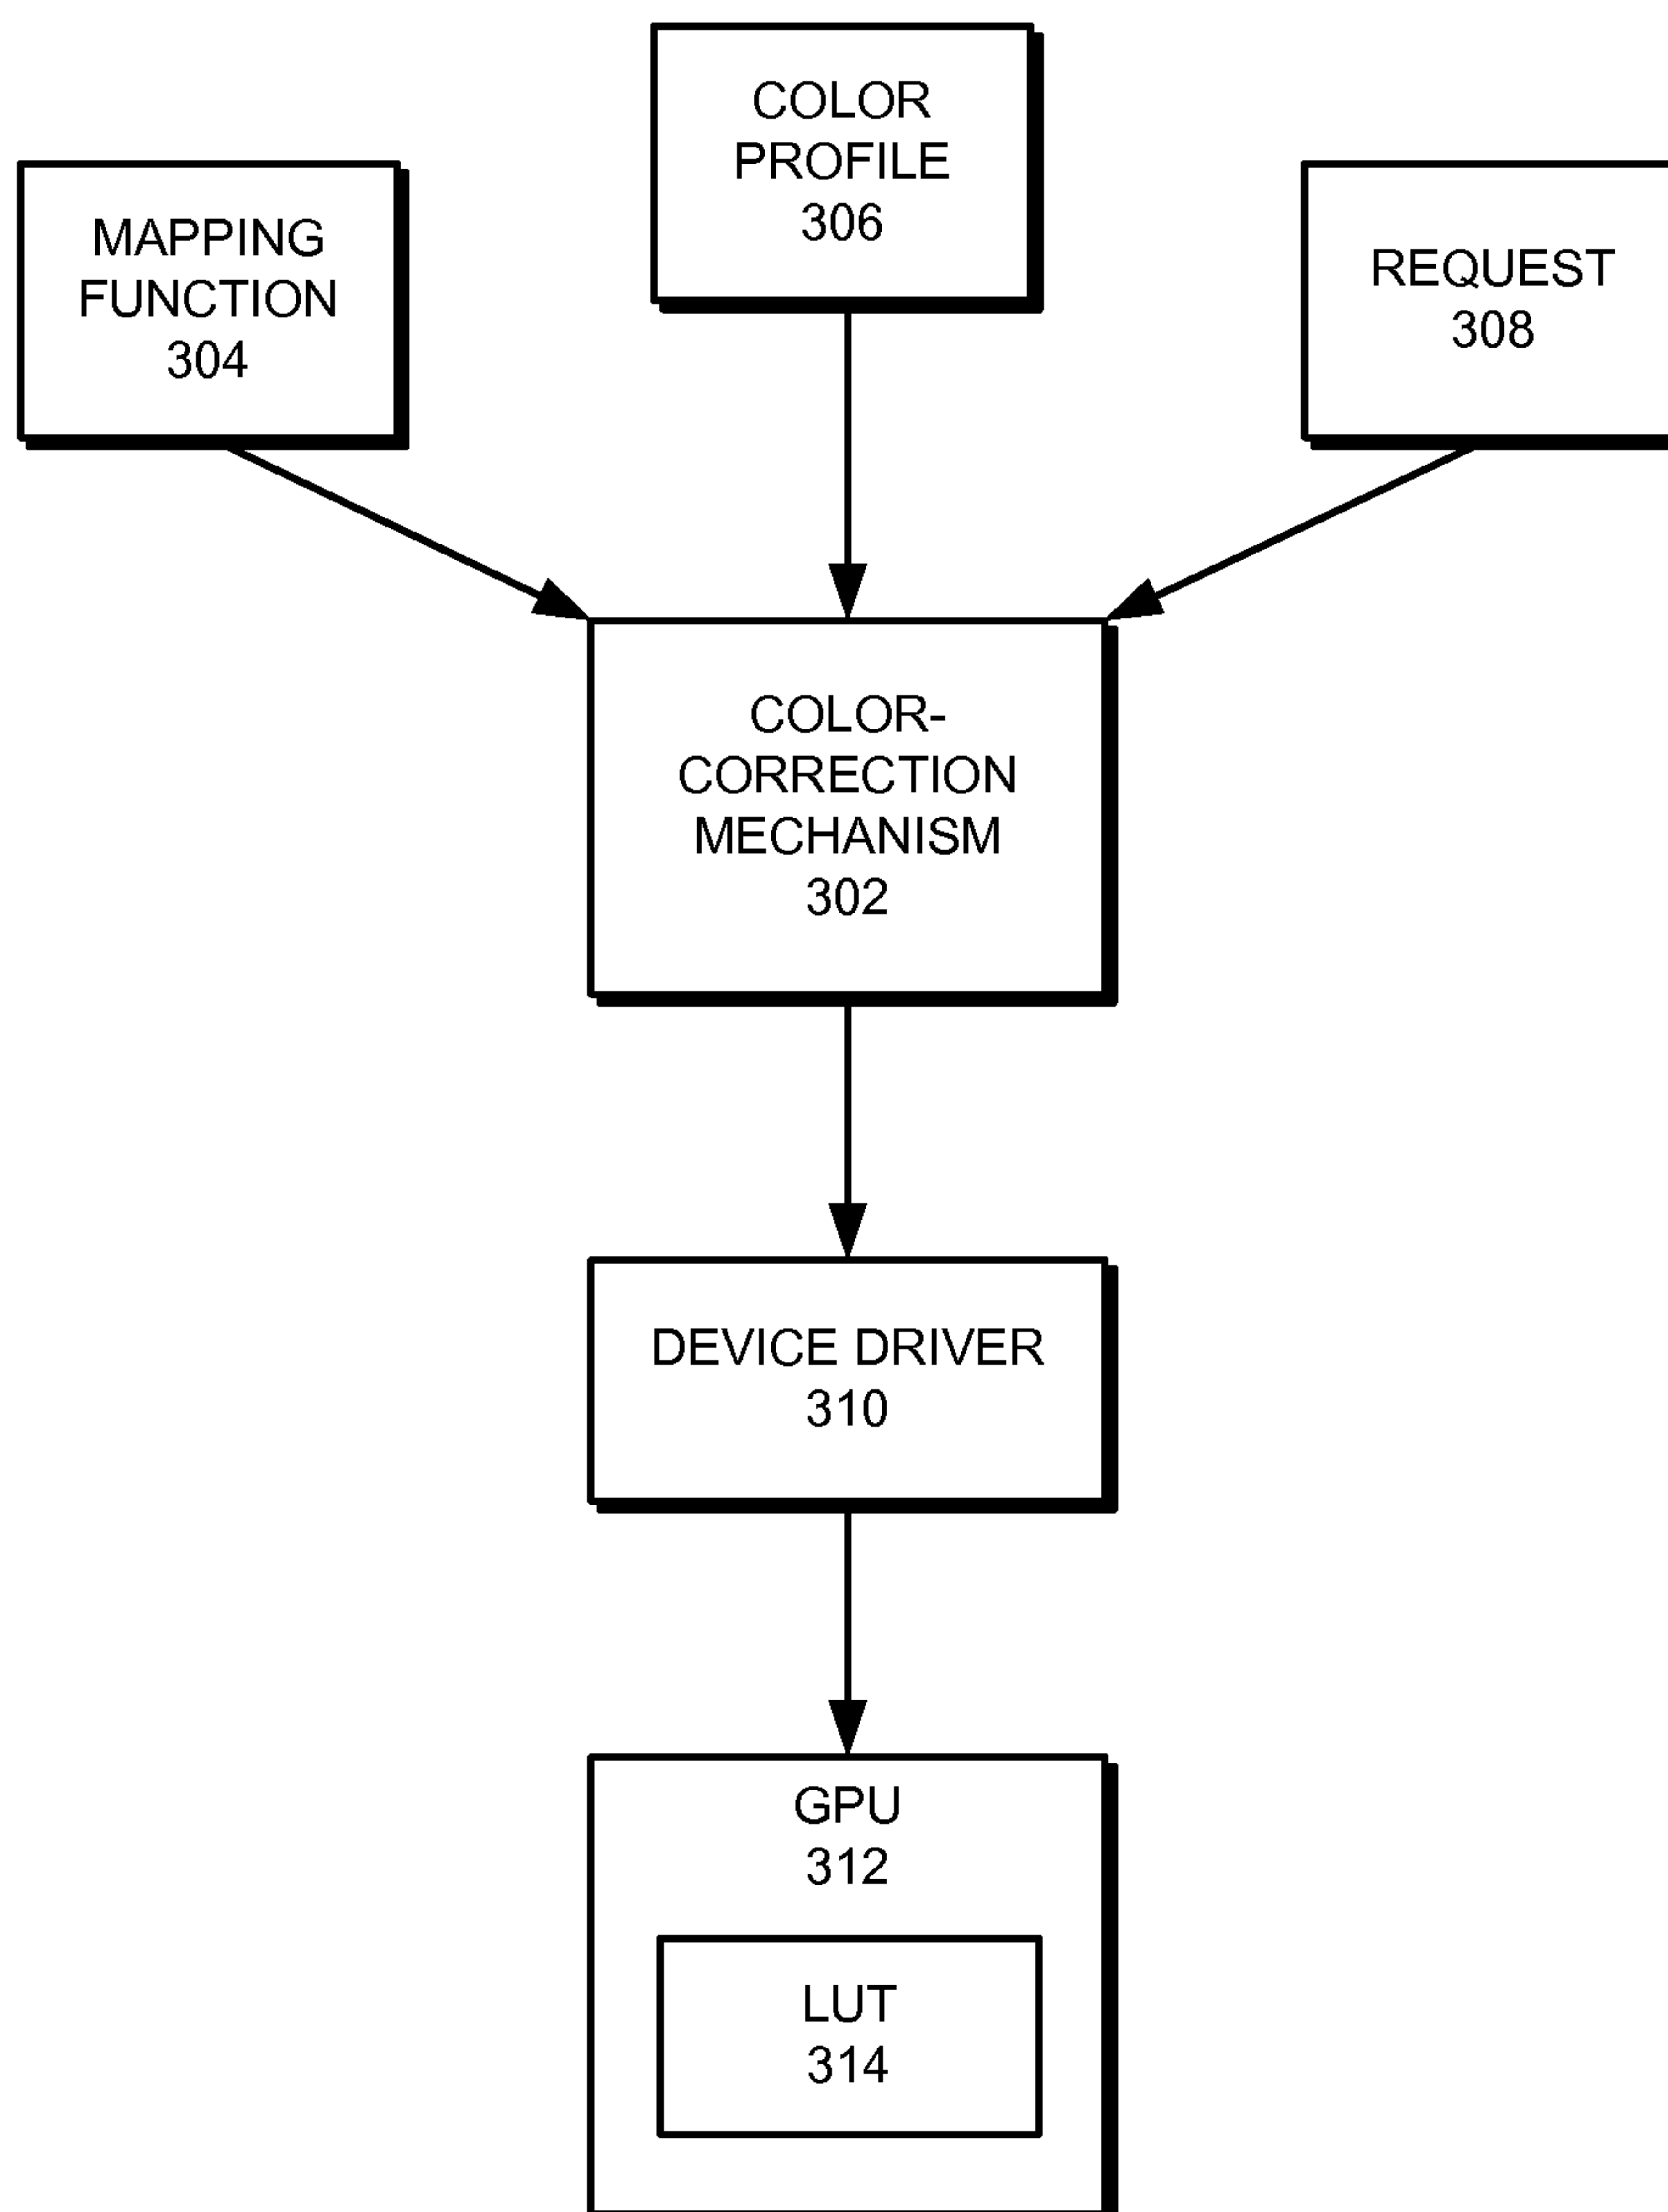 COLOR
PROFILE
306
MAPPING
FUNCTION
304
REQUEST
308
COLOR-
CORRECTION
MECHANISM
302
DEVICE DRIVER
310
GPU
312
LUT
314